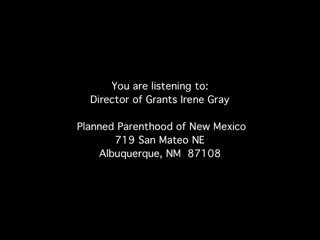 You are listening to:
Director of Grants Irene Gray
Planned Parenthood of New Mexico
719 San Mateo NE
Albuquerque, NM  87108